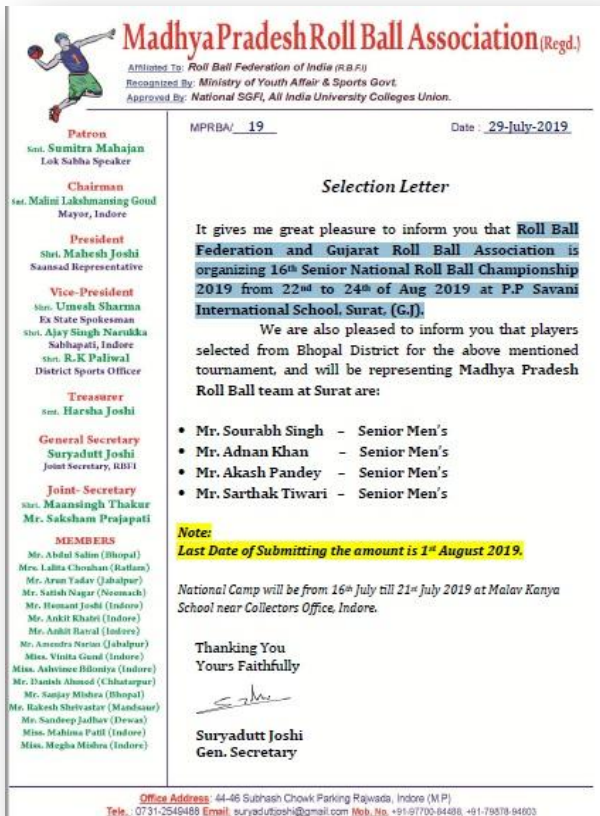 Madhya Pradesh Roll Ball Association (Regd.)
Affiliated To: Roll Ball Federation of India (R.B.F.I)
Recognized By: Ministry of Youth Affair & Sports Govt.
Approved By: National SGFI, All India University Colleges Union.
Patron
Smt. Sumitra Mahajan
Lok Sabha Speaker
Chairman
Smt. Malini Lakshmansing Goud
Mayor, Indore
President
Shri. Mahesh Joshi
Saunsad Representative
Vice-President
Shri. Umesh Sharma
Ex State Spokesman
Shri. Ajay Singh Narukka
Sabhapati, Indore
Shri. R.K Paliwal
District Sports Officer
Treasurer
Smt. Harsha Joshi
General Secretary
Suryadutt Joshi
Joint Secretary, RBFI
Joint- Secretary
Shri. Maansingh Thakur
Mr. Saksham Prajapati
MEMBERS
Mr. Abdul Salim (Bhopal)
Mrs. Lalita Chouhan (Ratlam)
Mr. Arun Yadav (Jabalpur)
Mr. Satish Nagar (Neemach)
Mr. Hemant Joshi (Indore)
Mr. Ankit Khatri (Indore)
Mr. Ankit Rawal (Indore)
Mr. Amendra (Jabalpur)
Miss. Vinita Gund (Indore)
Miss. Ashvinee Biloniya (Indore)
Mr. Danish Ahmed (Chhatarpur)
Mr. Sanjay Mishra (Bhopal)
Mr. Rakesh Shrivastav (Mandsaur)
Mr. Sandeep Jadhav (Dewas)
Miss. Mahima Patil (Indore)
Miss. Megha Mishra (Indore)
MPRBA/ 19 Date : 29-July-2019
Selection Letter
It gives me great pleasure to inform you that Roll Ball
Federation and Gujarat Roll Ball Association is
organizing 16th Senior National Roll Ball Championship
2019 from 22nd to 24th of Aug 2019 at P.P Savani
International School, Surat, (G.J).
We are also pleased to inform you that players
selected from Bhopal District for the above mentioned
tournament, and will be representing Madhya Pradesh
Roll Ball team at Surat are:
• Mr. Sourabh Singh – Senior Men's
• Mr. Adnan Khan – Senior Men's
• Mr. Akash Pandey – Senior Men's
• Mr. Sarthak Tiwari – Senior Men's
Note:
Last Date of Submitting the amount is 1st August 2019.
National Camp will be from 16th July till 21st July 2019 at Malav Kanya
School near Collectors Office, Indore.
Thanking You
Yours Faithfully
Suryadutt Joshi
Gen. Secretary
Office Address: 44-46 Subhash Chowk Parking Rajwada, Indore (M.P)
Tele. : 0731-2549488 Email: suryaduttjoshi@gmail.com Mob. No. +91-97700-84488, +91-79878-94603